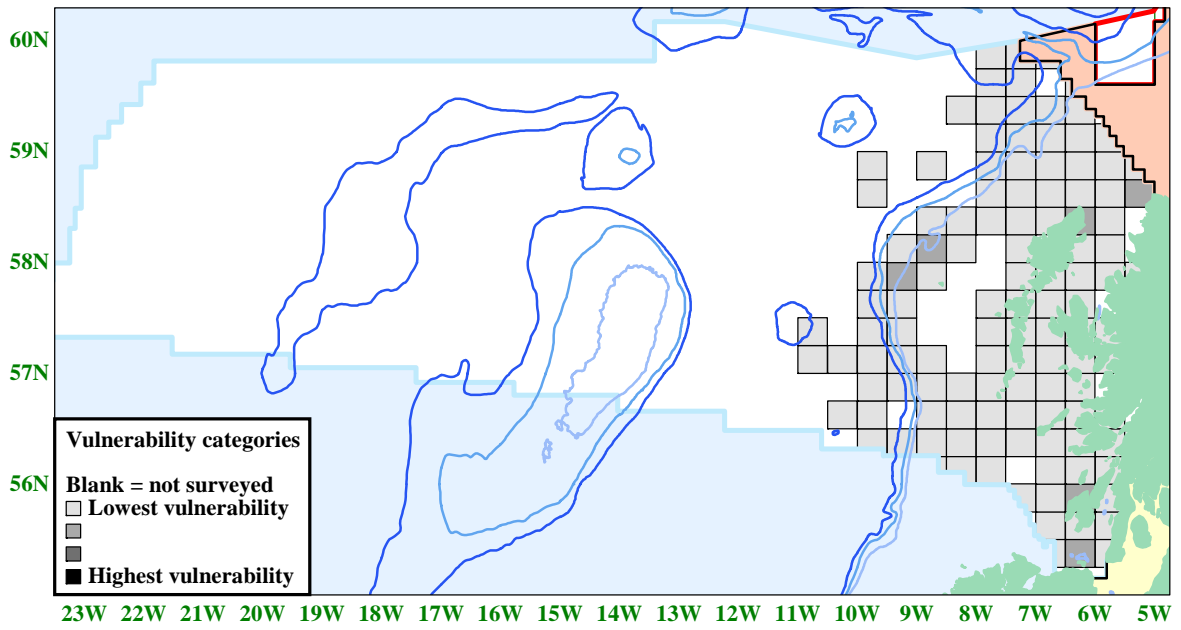 60N
59N
58N
57N
56N
Vulnerability categories
Blank = not surveyed
Lowest vulnerability
Highest vulnerability
23W 22W 21W 20W 19W 18W 17W 16W 15W 14W 13W 12W 11W 10W 9W 8W 7W 6W 5W